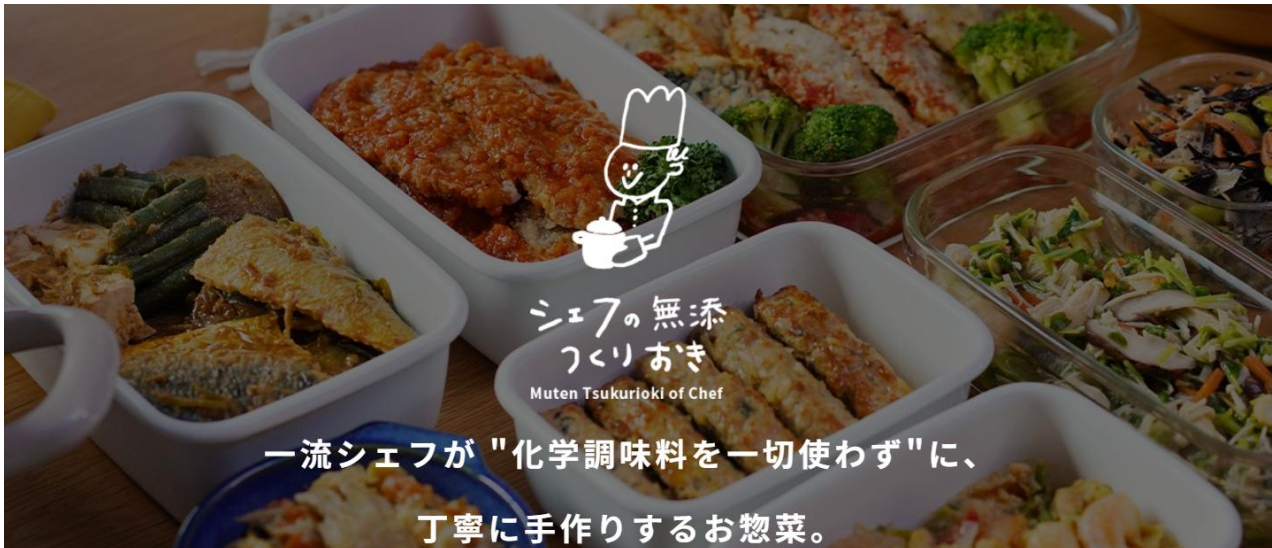 シェフの無添
つくりおき
Muten Tsukurioki of Chef
一流シェフが "化学調味料を一切使わず"に、
丁寧に手作りするお惣菜。